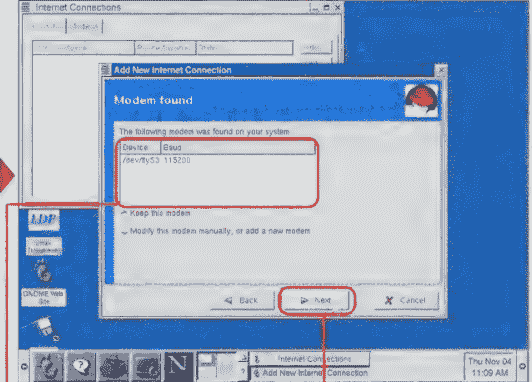 Internet Connections
Add New Internet Connection
Modem found
The following modem was found on your system
Device Baud
/dev/ttyS3 115200
Keep this modem
Modify this modem manually, or add a new modem
Back Next Cancel
LDP
GNOME Web
Site
N
Internet Connections
Add New Internet Connection
Thu Nov 04
11:09 AM